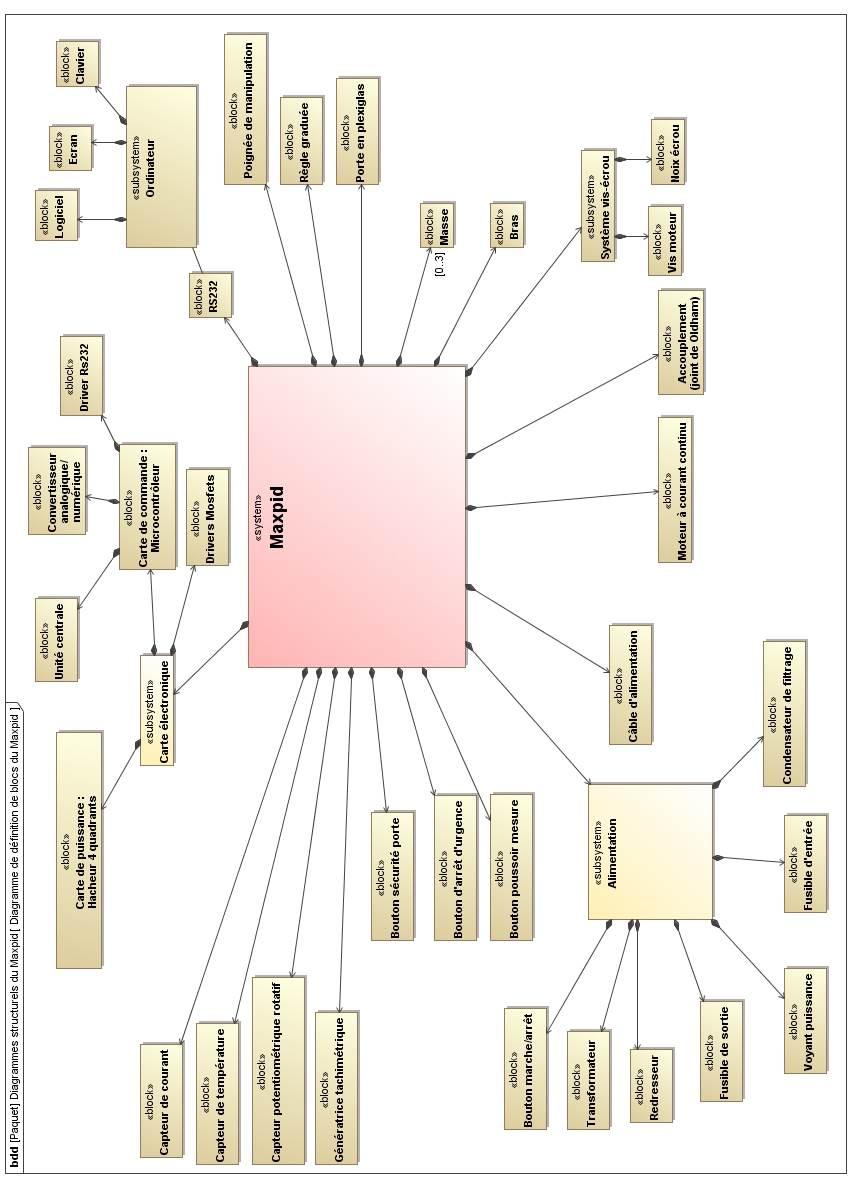 bdd [Paquet] Diagrammes structurels du Maxpid [ Diagramme de définition de blocs du Maxpid ]
«block»
Carte de puissance :
Hacheur 4 quadrants
«block»
Unité centrale
«block»
Convertisseur
analogique/
numérique
«block»
Driver Rs232
«block»
Logiciel
«block»
Ecran
«block»
Clavier
«subsystem»
Carte électronique
«block»
Carte de commande :
Microcontrôleur
«block»
Drivers Mosfets
«subsystem»
Ordinateur
«block»
RS232
«block»
Poignée de manipulation
«block»
Règle graduée
«block»
Porte en plexiglas
«block»
Masse
[0..3]
«block»
Bras
«system»
Maxpid
«block»
Capteur de courant
«block»
Capteur de température
«block»
Capteur potentiométrique rotatif
«block»
Génératrice tachimétrique
«block»
Bouton sécurité porte
«block»
Bouton d'arrêt d'urgence
«block»
Bouton poussoir mesure
«subsystem»
Système vis-écrou
«block»
Noix écrou
«block»
Vis moteur
«block»
Accouplement
(joint de Oldham)
«block»
Moteur à courant continu
«block»
Câble d'alimentation
«subsystem»
Alimentation
«block»
Bouton marche/arrêt
«block»
Transformateur
«block»
Redresseur
«block»
Fusible de sortie
«block»
Voyant puissance
«block»
Fusible d'entrée
«block»
Condensateur de filtrage